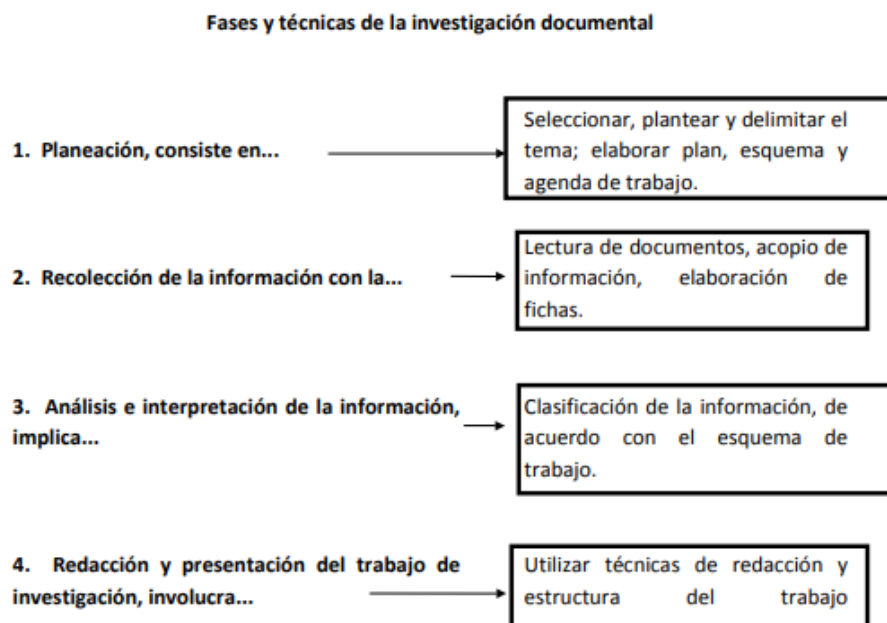 Fases y técnicas de la investigación documental
1. Planeación, consiste en...
Seleccionar, plantear y delimitar el
tema; elaborar plan, esquema y
agenda de trabajo.
2. Recolección de la información con la...
Lectura de documentos, acopio de
información, elaboración de
fichas.
3. Análisis e interpretación de la información,
implica...
Clasificación de la información, de
acuerdo con el esquema de
trabajo.
4. Redacción y presentación del trabajo de
investigación, involucra...
Utilizar técnicas de redacción y
estructura del trabajo